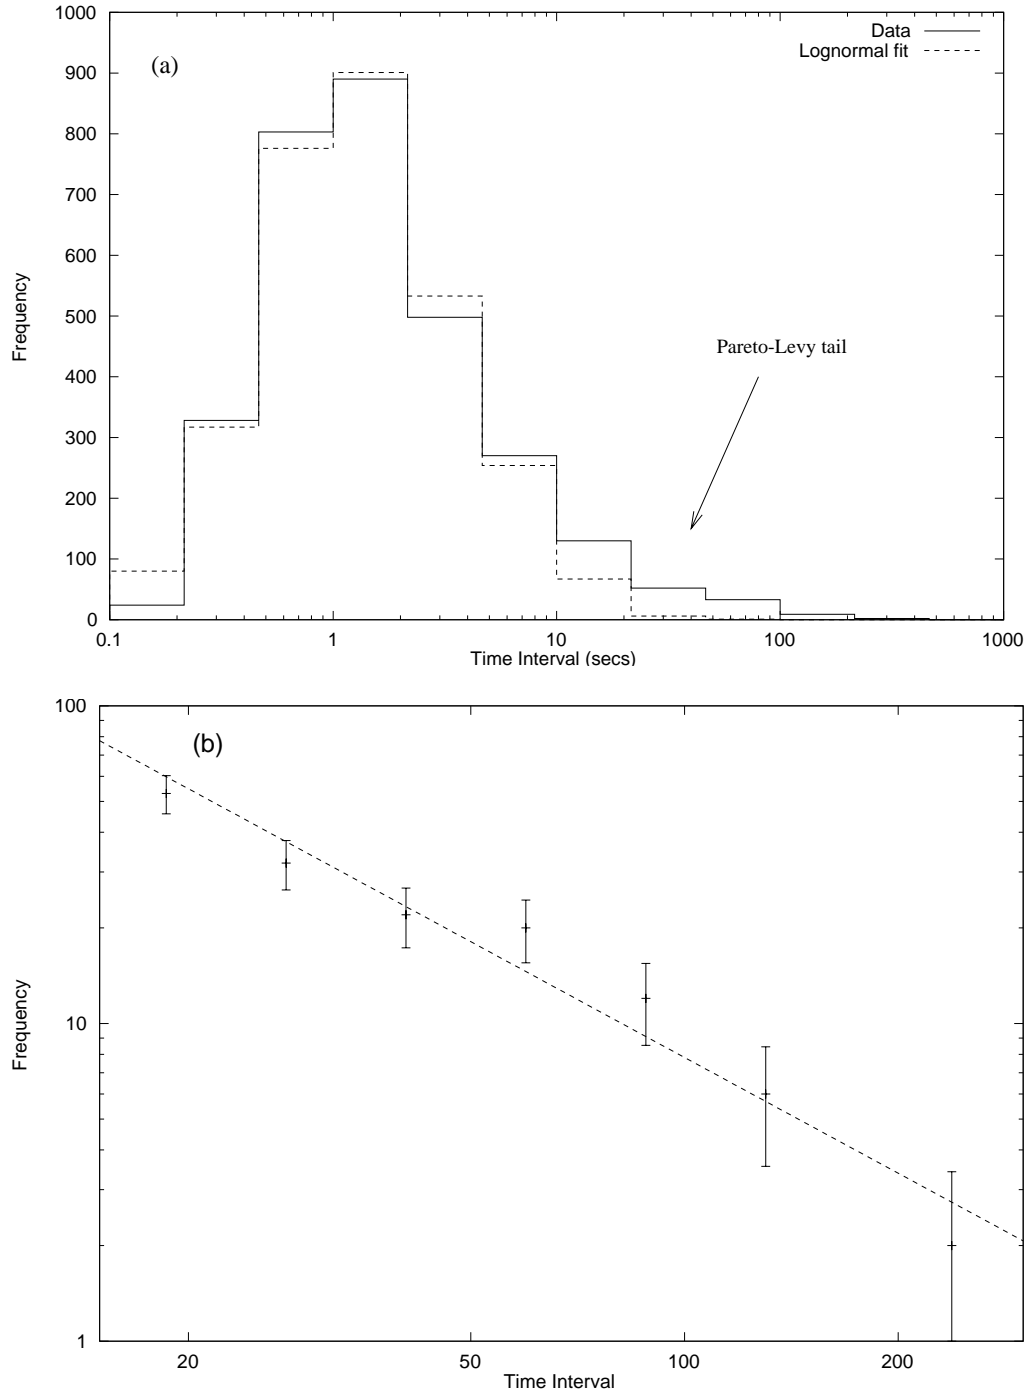 1000
Data
Lognormal fit
(a)
900
800
700
600
500
400
300
200
100
0
Frequency
Pareto-Levy tail
0.1 1 10 100 1000
Time Interval (secs)
100
(b)
10
1
Frequency
20 50 100 200
Time Interval